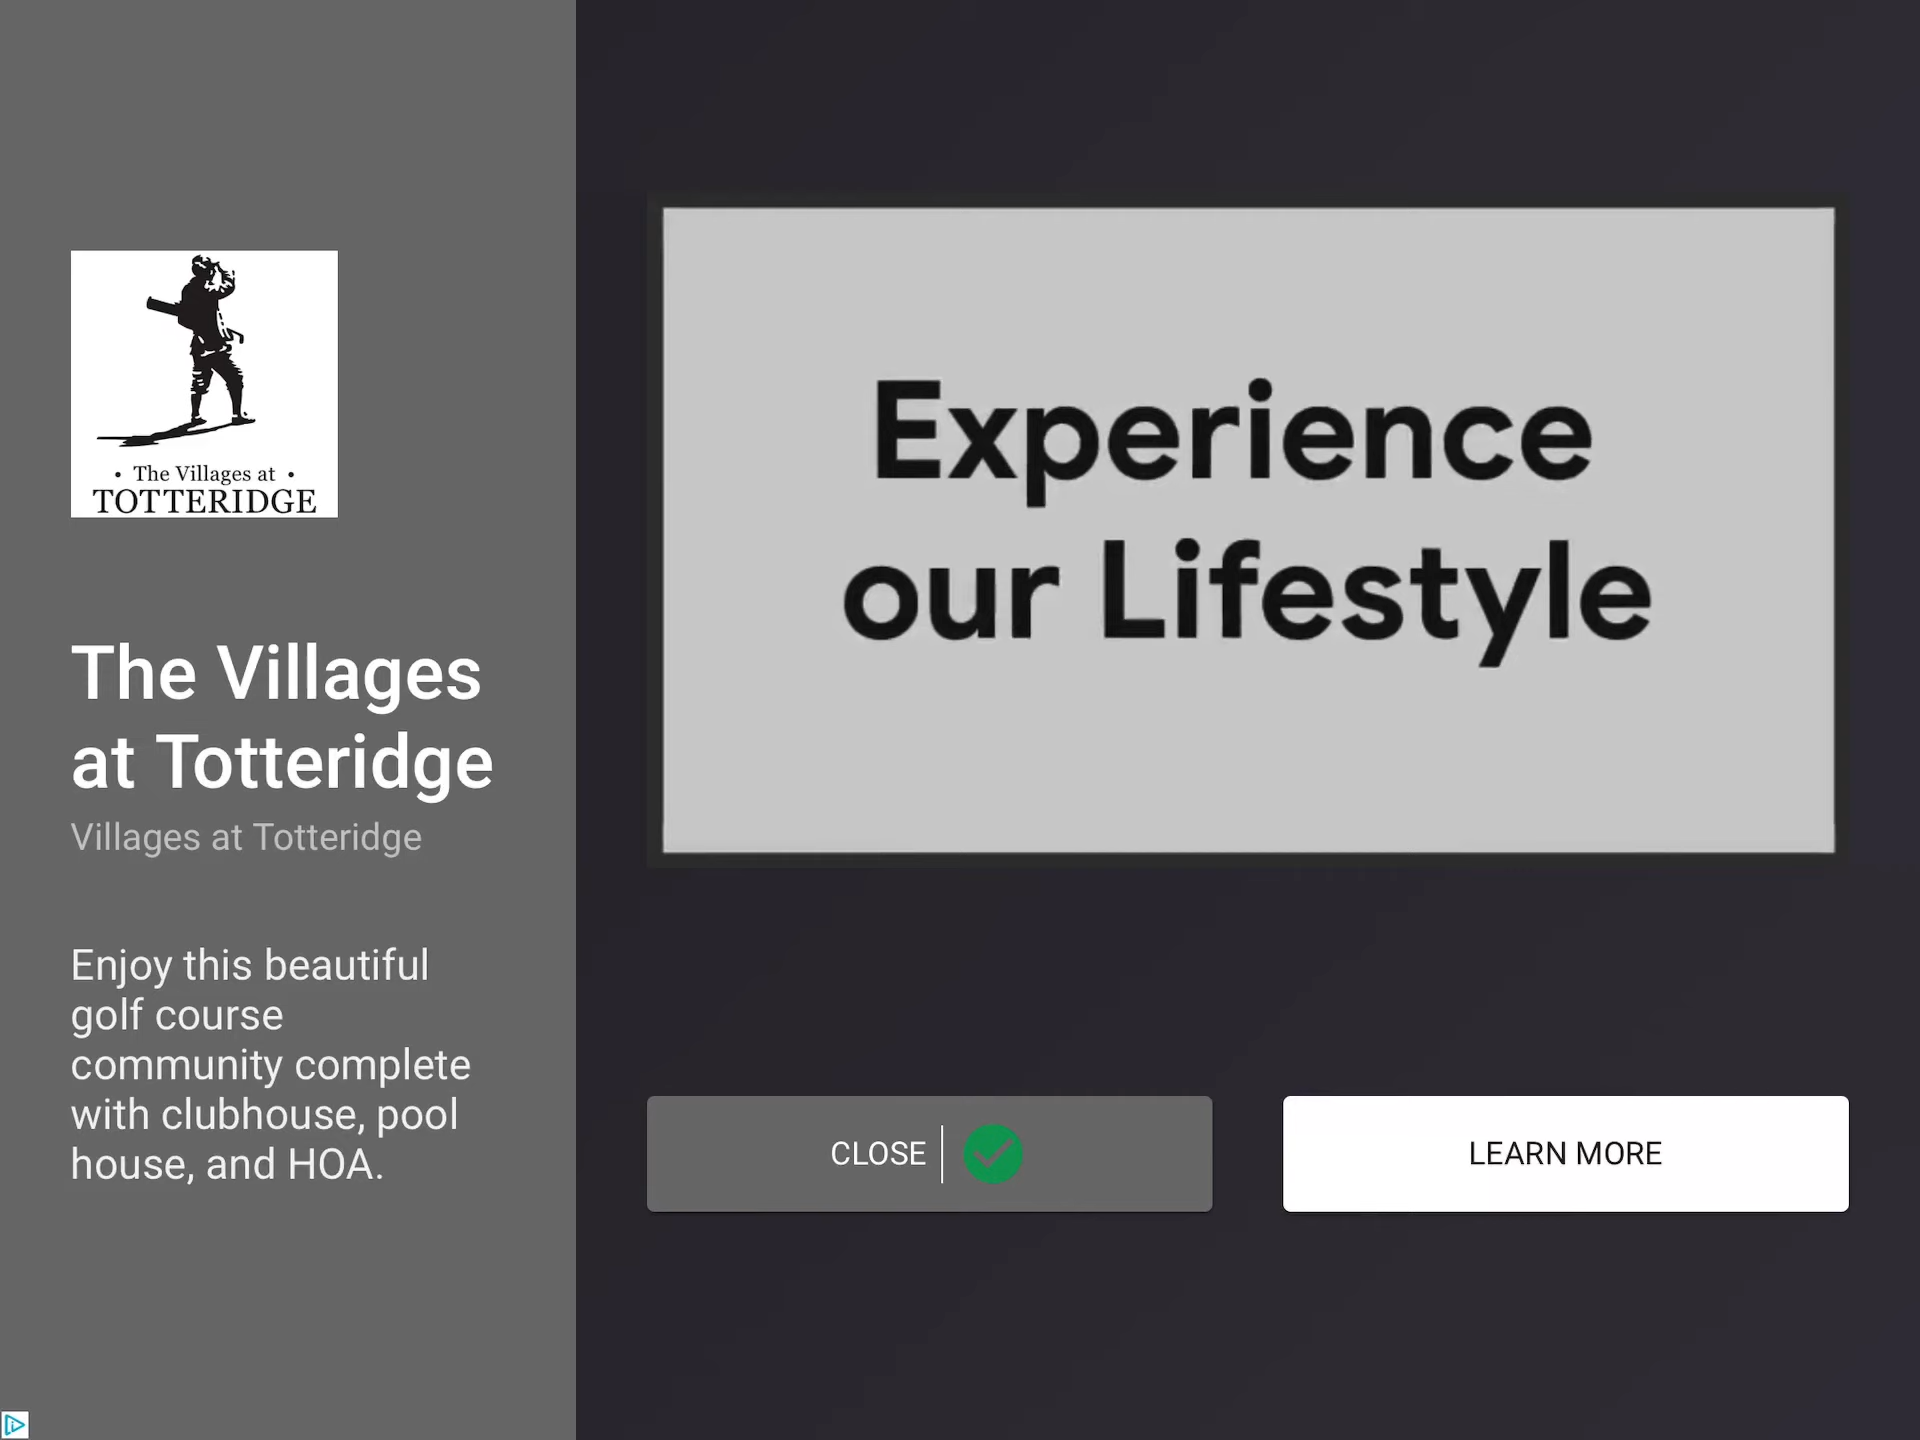 • The Villages at •
TOTTERIDGE
The Villages
at Totteridge
Villages at Totteridge
Enjoy this beautiful
golf course
community complete
with clubhouse, pool
house, and HOA.
Experience
our Lifestyle
CLOSE
LEARN MORE